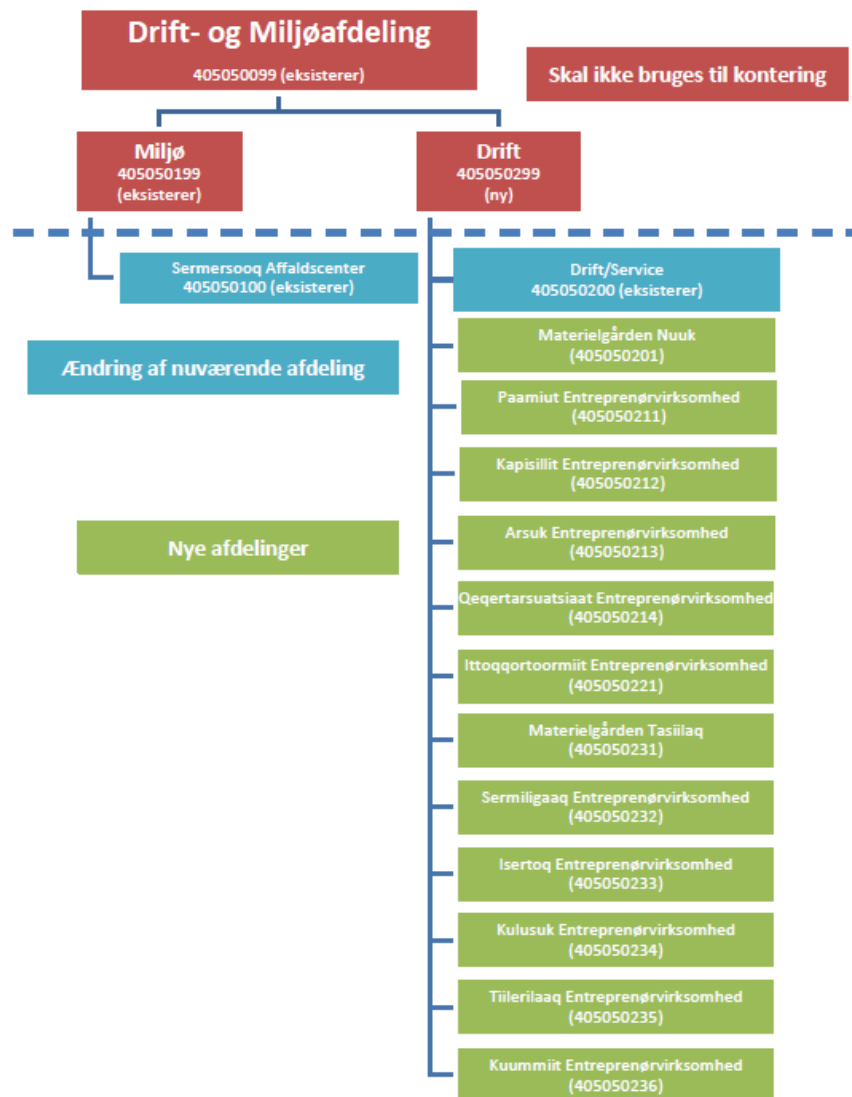 Drift- og Miljøafdeling
405050099 (eksisterer)
Skal ikke bruges til kontering
Miljø
405050199
(eksisterer)
Drift
405050299
(ny)
Sermersooq Affaldscenter
405050100 (eksisterer)
Drift/Service
405050200 (eksisterer)
Ændring af nuværende afdeling
Nye afdelinger
Materielgården Nuuk
(405050201)
Paamiut Entreprenørvirksomhed
(405050211)
Kapisillit Entreprenørvirksomhed
(405050212)
Arsuk Entreprenørvirksomhed
(405050213)
Qeqertarsuatsiaat Entreprenørvirksomhed
(405050214)
Ittoqqortoormiit Entreprenørvirksomhed
(405050221)
Materielgården Tasiilaq
(405050231)
Sermiligaaq Entreprenørvirksomhed
(405050232)
Isertoq Entreprenørvirksomhed
(405050233)
Kulusuk Entreprenørvirksomhed
(405050234)
Tiilerilaaq Entreprenørvirksomhed
(405050235)
Kuummiit Entreprenørvirksomhed
(405050236)